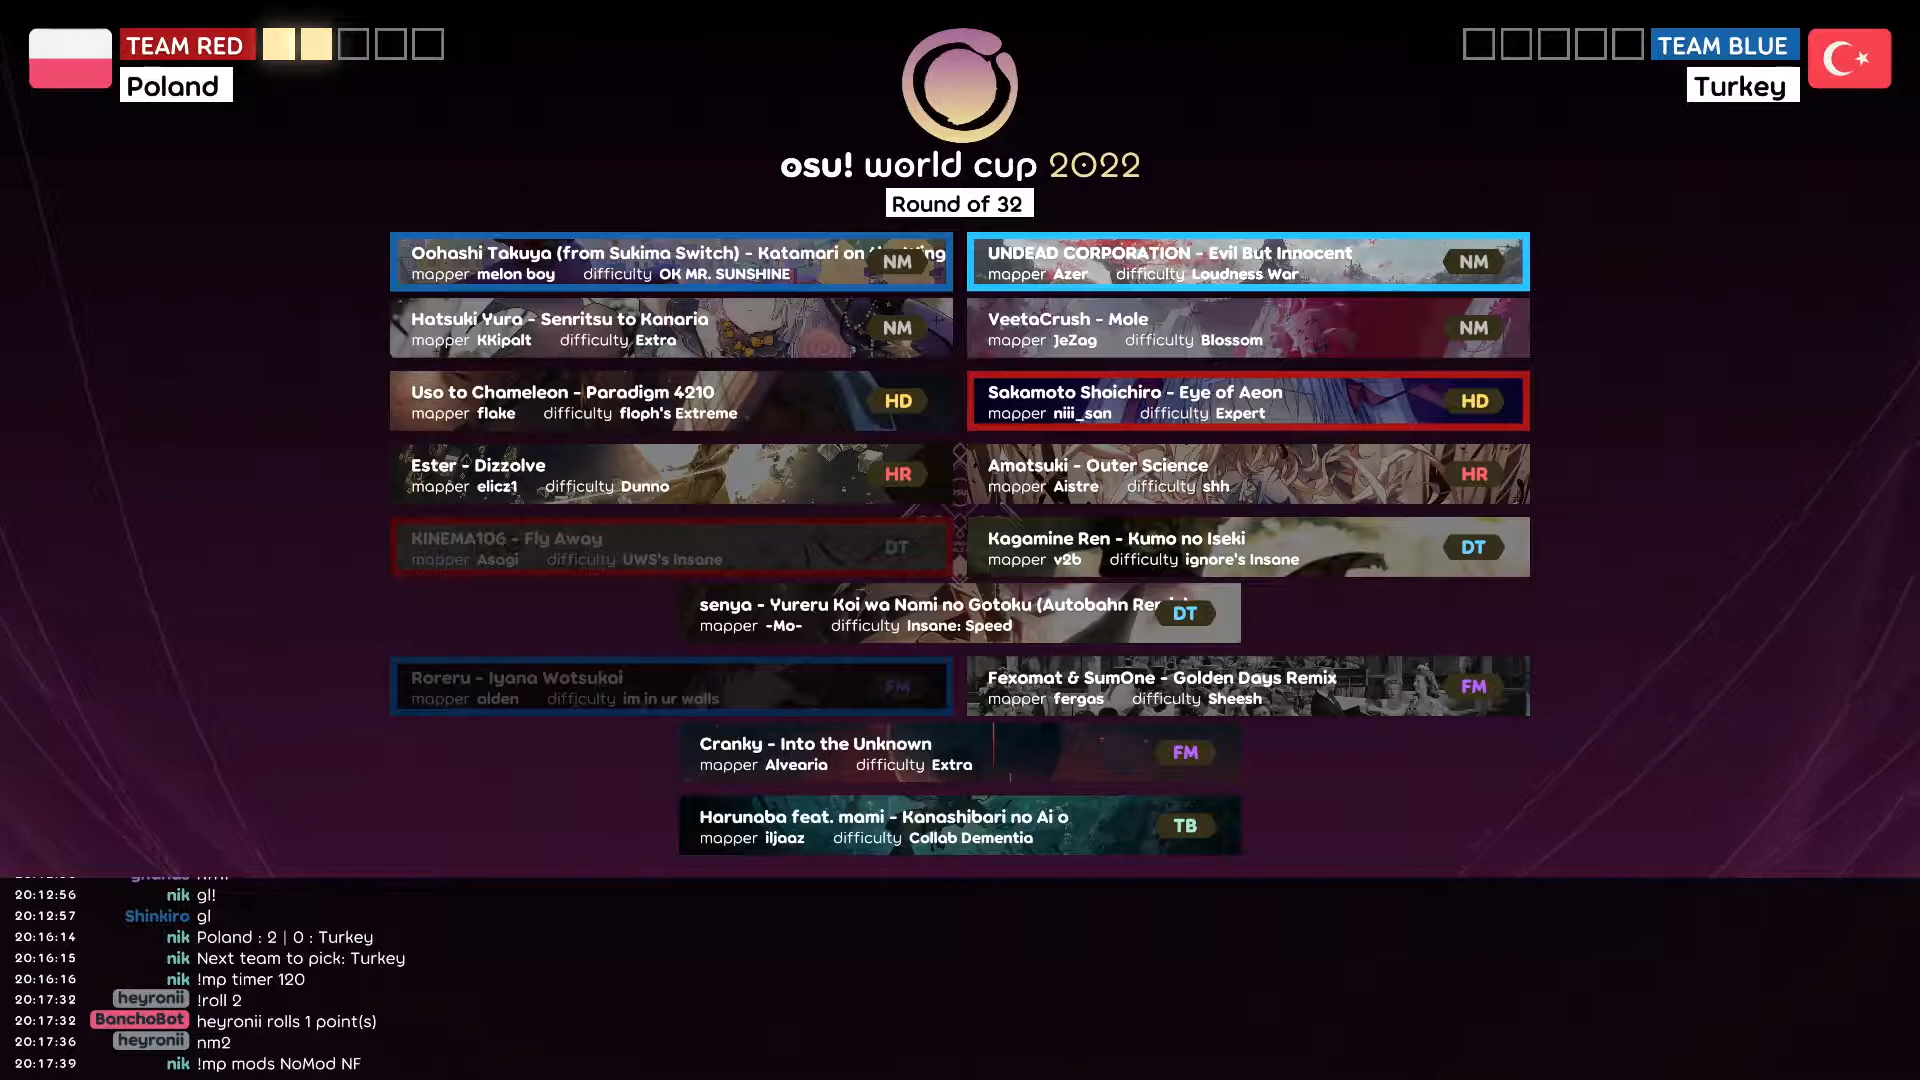 TEAM RED
Poland
TEAM BLUE
Turkey
osu! world cup 2022
Round of 32
Oohashi Takuya (from Sukima Switch) - Katamari on
mapper melon boy difficulty OK MR. SUNSHINE
NM
UNDEAD CORPORATION - Evil But Innocent
mapper Azer difficulty Loudness War
NM
Hatsuki Yura - Senritsu to Kanaria
mapper KKipalt difficulty Extra
NM
VeetaCrush - Mole
mapper JeZag difficulty Blossom
NM
Uso to Chameleon - Paradigm 4210
mapper flake difficulty floph's Extreme
HD
Sakamoto Shoichiro - Eye of Aeon
mapper niii_san difficulty Expert
HD
Ester - Dizzolve
mapper elicz1 difficulty Dunno
HR
Amatsuki - Outer Science
mapper Aistre difficulty shh
HR
KINEMA106 - Fly Away
mapper Asagi difficulty UWS's Insane
DT
Kagamine Ren - Kumo no Iseki
mapper v2b difficulty ignore's Insane
DT
senya - Yureru Koi wa Nami no Gotoku (Autobahn
mapper -Mo- difficulty Insane: Speed
DT
Roreru - Iyana Wotsukai
mapper alden difficulty im in ur walls
FM
Fexomat & SumOne - Golden Days Remix
mapper fergas difficulty Sheesh
FM
Cranky - Into the Unknown
mapper Alvearia difficulty Extra
FM
Harunaba feat. mami - Kanashibari no Ai o
mapper iljaaz difficulty Collab Dementia
TB
20:12:56 nik gl!
20:12:57 Shinkiro gl
20:16:14 nik Poland : 2 | 0 : Turkey
20:16:15 nik Next team to pick: Turkey
20:16:16 nik !mp timer 120
20:17:32 heyronii !roll 2
20:17:32 BanchoBot heyronii rolls 1 point(s)
20:17:36 heyronii nm2
20:17:39 nik !mp mods NoMod NF